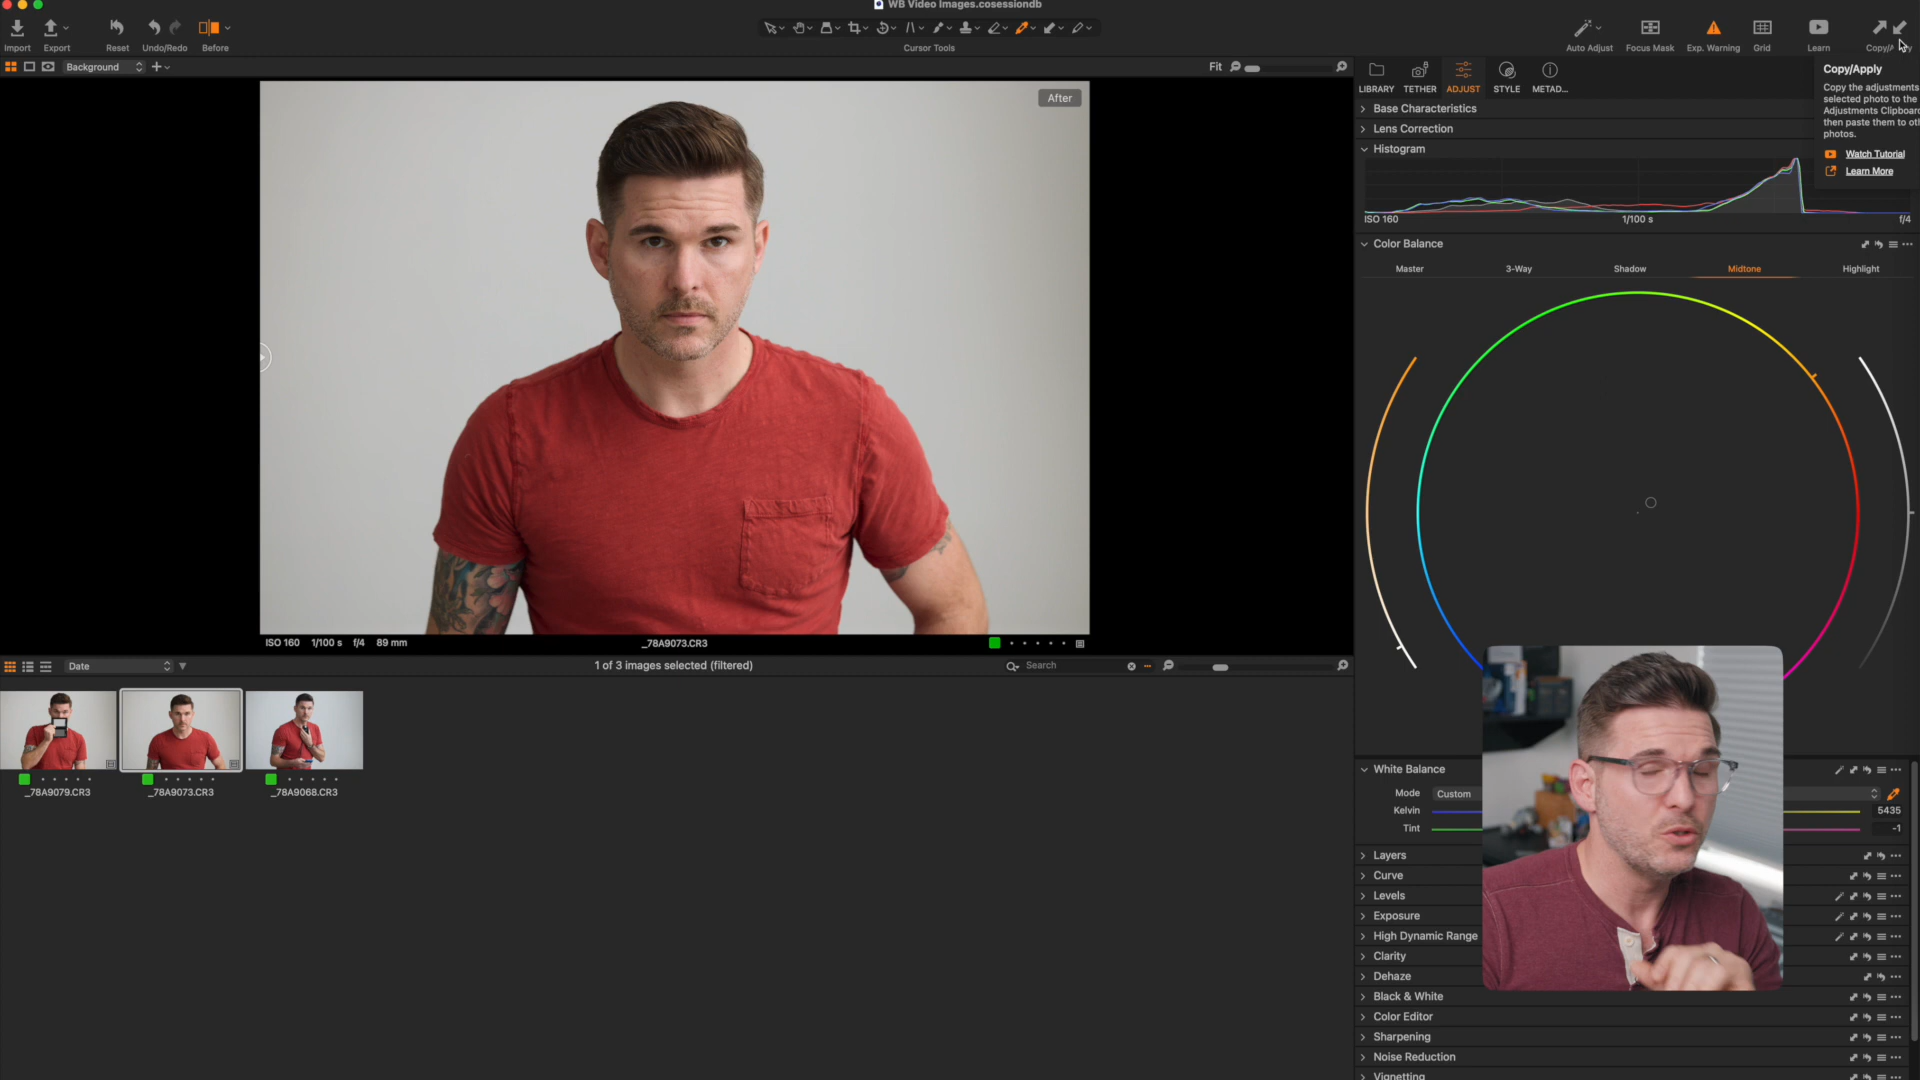 WB Video Images.cosessiondb
Import
Export
Reset
Undo/Redo
Before
Cursor Tools
Auto Adjust
Focus Mask
Exp. Warning
Grid
Learn
Background
Fit
After
LIBRARY
TETHER
ADJUST
STYLE
METAD...
Copy/Apply
Copy the adjustments
selected photo to the
Adjustments Clipboard
then paste them to
photos.
Watch Tutorial
Learn More
Base Characteristics
Lens Correction
Histogram
ISO 160
1/100 s
f/4
Color Balance
Master
3-Way
Shadow
Midtone
Highlight
ISO 160
1/100 s
f/4
89 mm
_78A9073.CR3
Date
1 of 3 images selected (filtered)
Search
_78A9079.CR3
_78A9073.CR3
_78A9068.CR3
White Balance
Mode
Custom
Kelvin
5435
Tint
-1
Layers
Curve
Levels
Exposure
High Dynamic Range
Clarity
Dehaze
Black & White
Color Editor
Sharpening
Noise Reduction
Vignetting